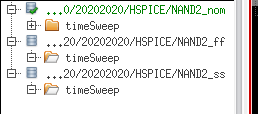 ...0/20202020/HSPICE/NAND2_nom
timeSweep
...20/20202020/HSPICE/NAND2_ff
timeSweep
...20/20202020/HSPICE/NAND2_ss
timeSweep